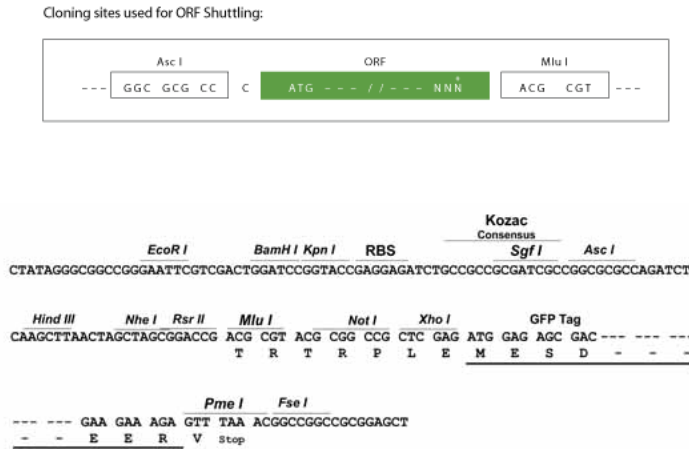 Cloning sites used for ORF Shuttling:
Asc I ORF Mlu I
--- GGC GCG CC C ATG --- // --- NNN* ACG CGT ---
Kozac
Consensus
EcoR I BamH I Kpn I RBS Sgf I Asc I
CTATAGGGCGGCCGGGAATTCGTCGACTGGATCCGGTACCGAGGAGATCTGCCGCCGCGATCGCCGGCGCGCCAGATCT
Hind III Nhe I Rsr II Mlu I Not I Xho I GFP Tag
CAAGCTTAACTAGCTAGCGGACCG ACG CGT ACG CGG CCG CTC GAG ATG GAG AGC GAC--- --- ---
T R T R P L E M E S D - - -
Pme I Fse I
--- --- GAA GAA AGA GTT TAA ACGGCCGGCCGCGGAGCT
- - E E R V Stop